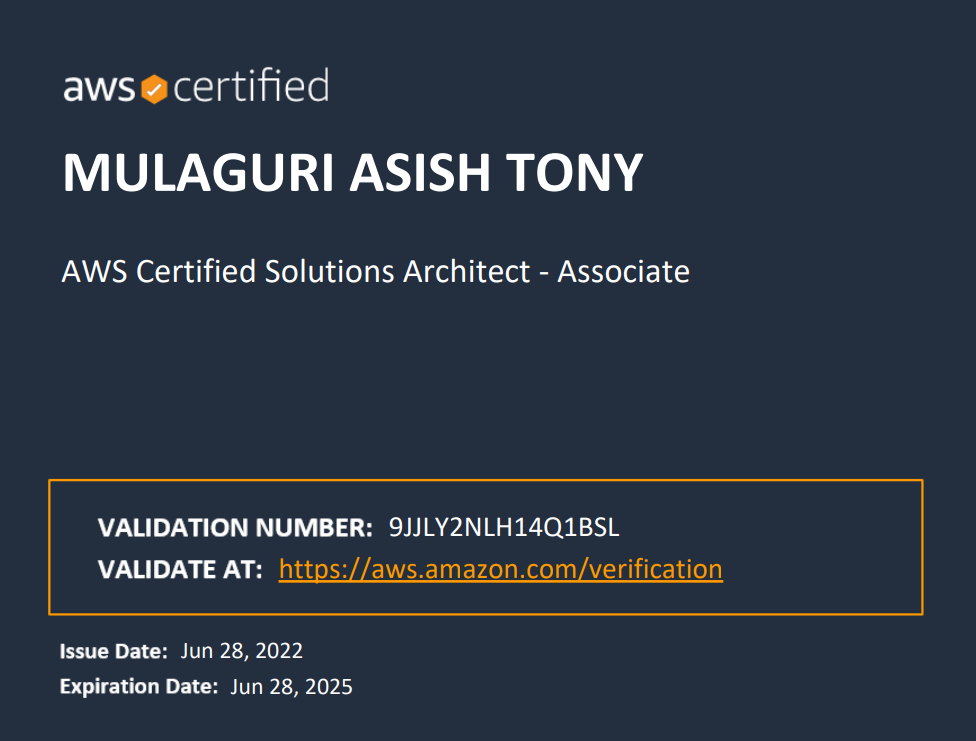 aws certified
MULAGURI ASISH TONY
AWS Certified Solutions Architect - Associate
VALIDATION NUMBER: 9JJLY2NLH14Q1BSL
VALIDATE AT: https://aws.amazon.com/verification
Issue Date: Jun 28, 2022
Expiration Date: Jun 28, 2025